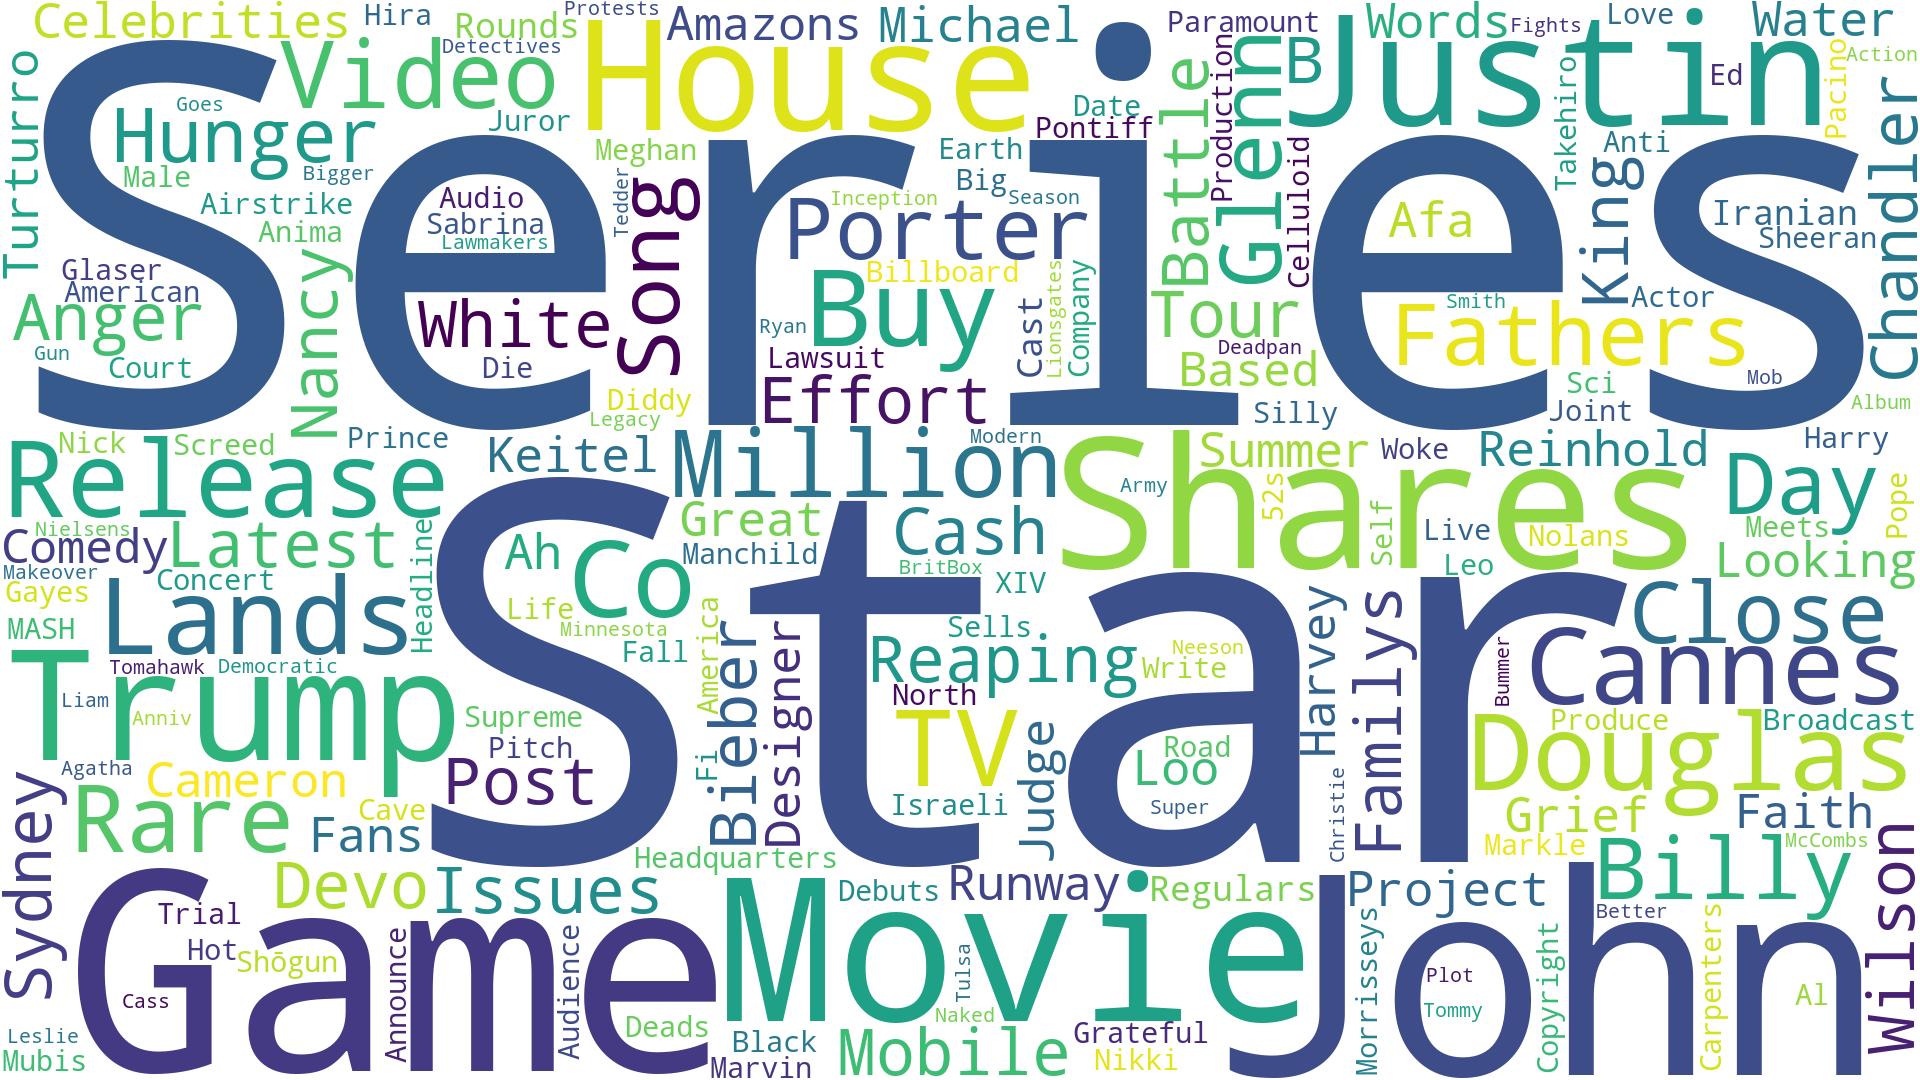 Celebrities
Hira
Rounds
Protests
Amazons
Michael
Paramount
Words
Fights
Love
Water
Turturro
Video
Detectives
House
Date
Production
Glenn
B
Justin
Ed
Pacino
Action
Goes
Hunger
Juror
Pontiff
Battle
Takehiro
Chandler
Male
Bigger
Meghan
Earth
Celluloid
Anti
Airstrike
Audio
Tedder
Song
Inception
Big
Season
King
Anima
Sabrina
Lawmakers
Porter
Afa
Iranian
Sheeran
Series
Glaser
American
Nancy
Billboard
Lionsgates
Company
Anger
White
Ryan
Buy
Cast
Tour
Smith
Actor
Gun
Court
Die
Lawsuit
Deadpan
Fathers
Based
Sci
Mob
Diddy
Effort
Legacy
Silly
Joint
Album
Nick
Screed
Prince
Keitel
Million
Modern
Summer
Woke
Reinhold
Harry
Release
Army
Shares
52s
Day
Pope
Nielsens
Comedy
Latest
Headline
Ah
Great
Manchild
Cash
Self
Live
Nolans
Meets
Looking
Makeover
Concert
Co
BritBox
XIV
Leo
Gayes
Lands
Life
Minnesota
America
Close
MASH
Fall
Designer
Sells
Reaping
Neeson
Write
Harvey
Familys
Bummer
Cannes
Tomahawk
Democratic
Star
Trump
Liam
Anniv
Supreme
Bieber
North
TV
Road
Loo
Produce
Broadcast
Pitch
Fi
Judge
Douglas
Agatha
Cameron
Post
Israeli
Super
Christie
Sydney
Rare
Cave
Fans
Grief
Faith
Headquarters
Markle
Billy
McCombs
Wilson
Devo
Issues
Debuts
Runway
Regulars
Project
Trial
Better
Game
Hot
Shōgun
Announce
Audience
Movie
Tulsa
John
Morrisseys
Plot
Copyright
Carpenters
Al
Cass
Naked
Tommy
Leslie
Mubis
Deads
Black
Marvin
Mobile
Grateful
Nikki